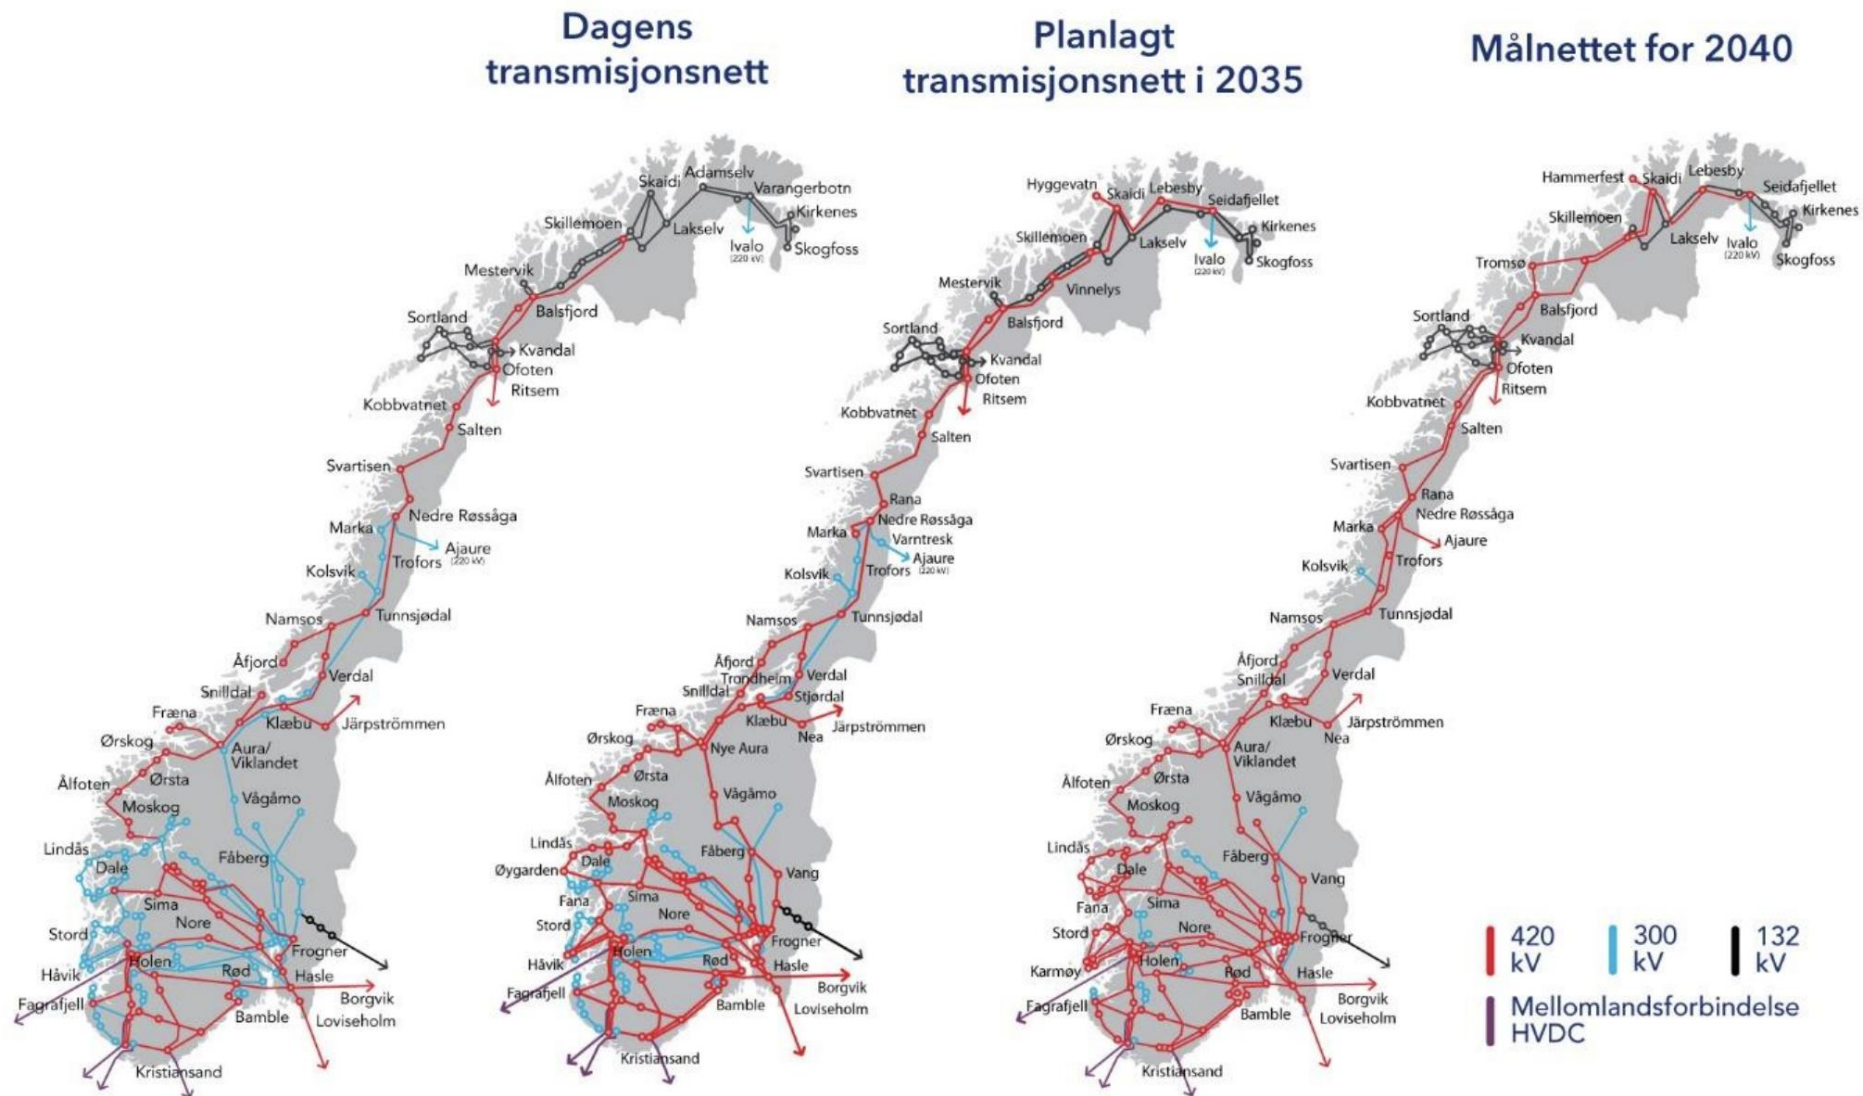 Dagens
transmisjonsnett
Skaidi
Adamselv
Varangerbotn
Kirkenes
Skillemoen
Lakselv
Ivalo
(220 kV)
Skogfoss
Mestervik
Balsfjord
Sortland
Kvandal
Ofoten
Ritsem
Kobbvatnet
Salten
Svartisen
Nedre Røssåga
Marka
Ajaure
(220 kV)
Trofors
Kolsvik
Namsos
Tunnsjødal
Åfjord
Verdal
Snilldal
Fræna
Klæbu
Järpströmmen
Ørskog
Aura/
Viklandet
Ørsta
Ålfoten
Moskog
Vågåmo
Lindås
Dale
Fåberg
Sima
Nore
Stord
Frogner
Holen
Håvik
Rød
Hasle
Borgvik
Fagrafjell
Bamble
Loviseholm
Kristiansand
Planlagt
transmisjonsnett i 2035
Hyggevatn
Skaidi
Lebesby
Seidafjellet
Kirkenes
Skillemoen
Lakselv
Ivalo
(220 kV)
Skogfoss
Mestervik
Vinnelys
Balsfjord
Sortland
Kvandal
Ofoten
Ritsem
Kobbvatnet
Salten
Svartisen
Rana
Nedre Røssåga
Marka
Varntresk
Ajaure
(220 kV)
Trofors
Kolsvik
Namsos
Tunnsjødal
Åfjord
Trondheim
Verdal
Snilldal
Stjørdal
Fræna
Klæbu
Järpströmmen
Nea
Ørskog
Nye Aura
Ørsta
Ålfoten
Moskog
Vågåmo
Lindås
Dale
Fåberg
Øygarden
Vang
Fana
Sima
Nore
Stord
Frogner
Holen
Håvik
Rød
Hasle
Borgvik
Fagrafjell
Bamble
Loviseholm
Kristiansand
Målnettet for 2040
Hammerfest
Skaidi
Lebesby
Seidafjellet
Kirkenes
Skillemoen
Lakselv
Ivalo
(220 kV)
Skogfoss
Tromsø
Balsfjord
Sortland
Kvandal
Ofoten
Ritsem
Kobbvatnet
Salten
Svartisen
Rana
Nedre Røssåga
Marka
Ajaure
Trofors
Kolsvik
Namsos
Tunnsjødal
Åfjord
Snilldal
Verdal
Fræna
Klæbu
Järpströmmen
Nea
Ørskog
Aura/
Viklandet
Ørsta
Ålfoten
Moskog
Vågåmo
Lindås
Dale
Fåberg
Vang
Fana
Sima
Nore
Stord
Frogner
Karmøy
Holen
Rød
Hasle
Borgvik
Fagrafjell
Bamble
Loviseholm
Kristiansand
420
kV
300
kV
132
kV
Mellomlandsforbindelse
HVDC